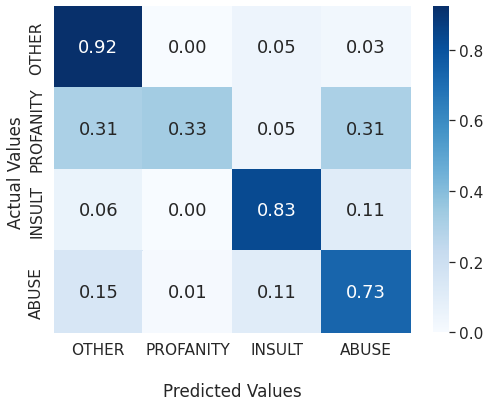 OTHER 0.92 0.00 0.05 0.03
PROFANITY 0.31 0.33 0.05 0.31
INSULT 0.06 0.00 0.83 0.11
ABUSE 0.15 0.01 0.11 0.73
OTHER PROFANITY INSULT ABUSE
Actual Values
Predicted Values
0.8
0.6
0.4
0.2
0.0